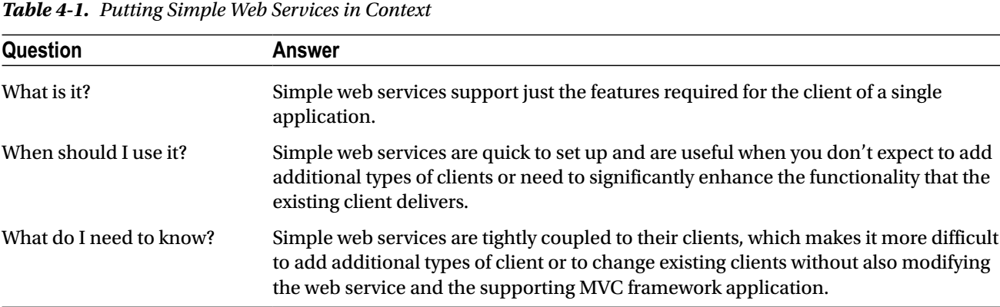 Table 4-1. Putting Simple Web Services in Context
Question Answer
What is it? Simple web services support just the features required for the client of a single
application.
When should I use it? Simple web services are quick to set up and are useful when you don’t expect to add
additional types of clients or need to significantly enhance the functionality that the
existing client delivers.
What do I need to know? Simple web services are tightly coupled to their clients, which makes it more difficult
to add additional types of client or to change existing clients without also modifying
the web service and the supporting MVC framework application.